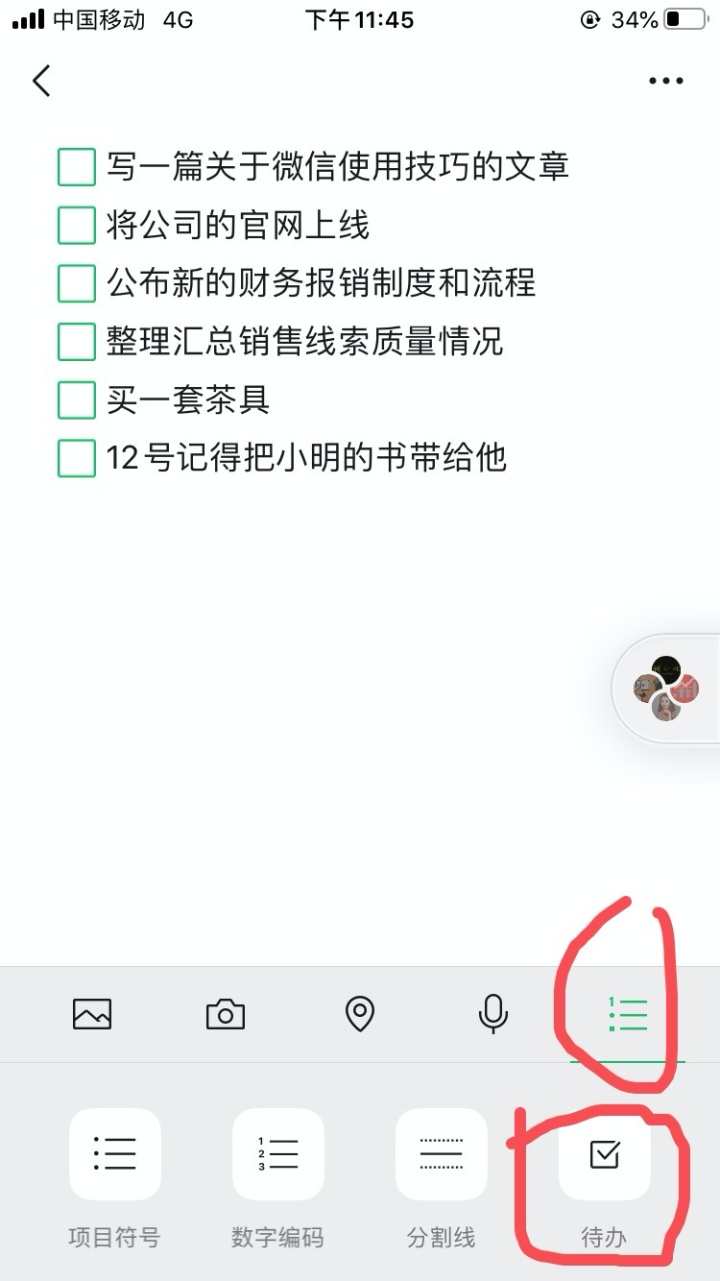 中国移动 4G 下午11:45 34%
写一篇关于微信使用技巧的文章
将公司的官网上线
公布新的财务报销制度和流程
整理汇总销售线索质量情况
买一套茶具
12号记得把小明的书带给他
项目符号 数字编码 分割线 待办